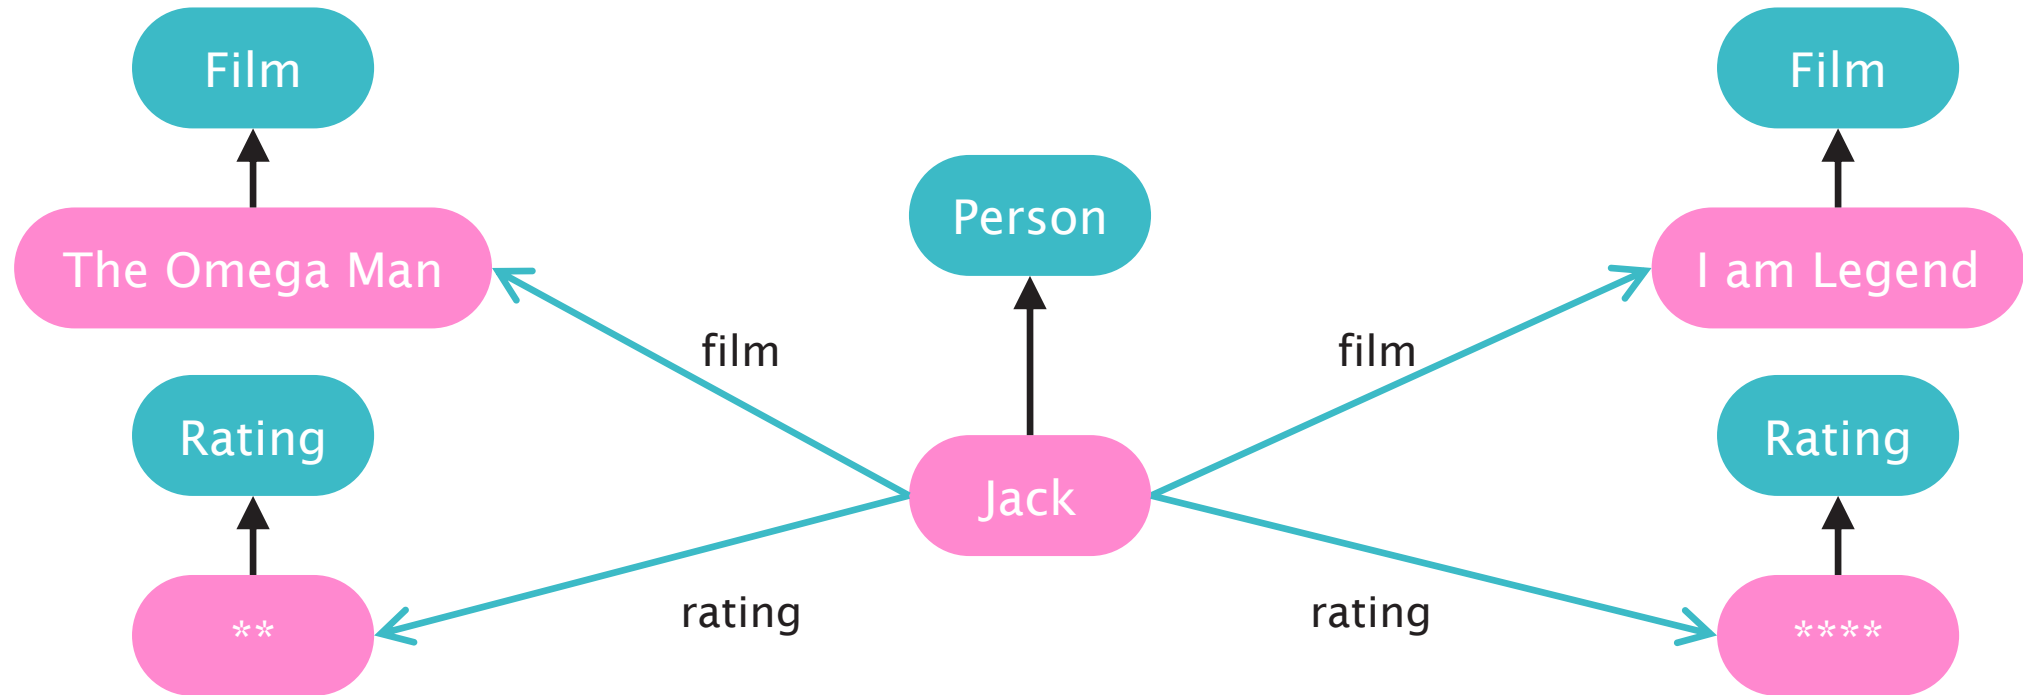 Film
Film
Person
The Omega Man
I am Legend
film
film
Rating
Rating
Jack
rating
rating
**
****